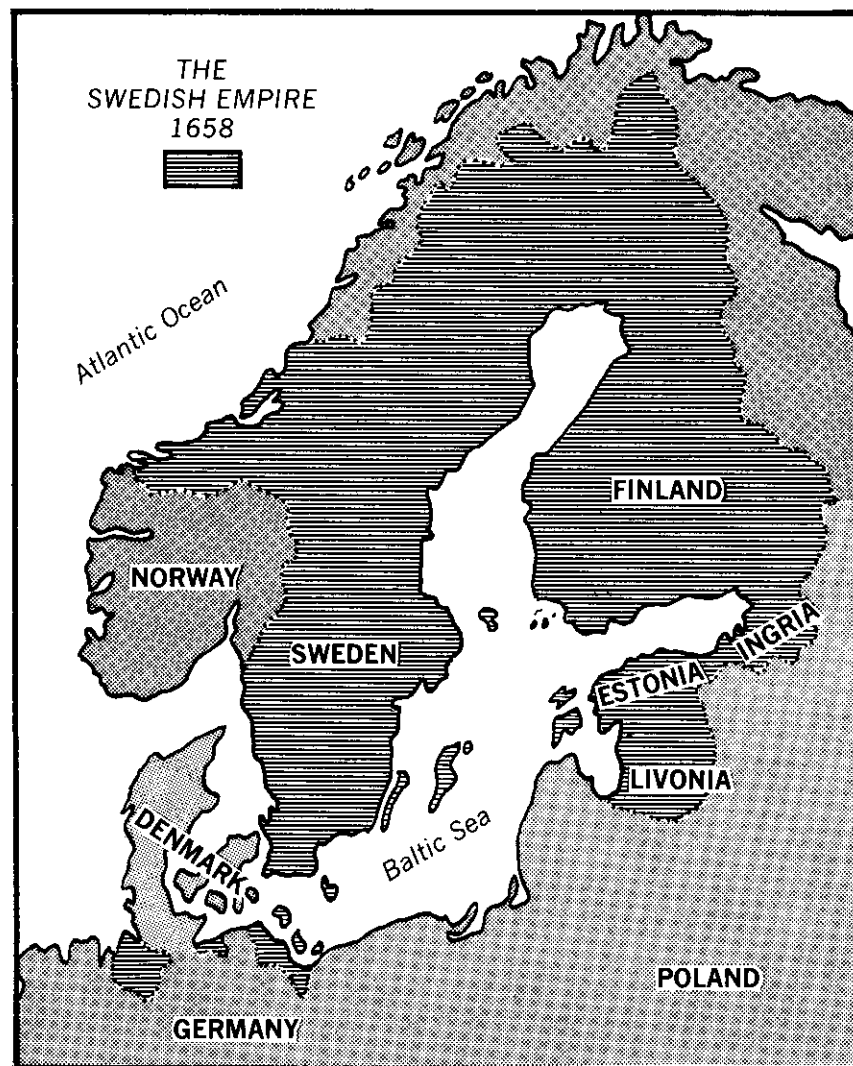 THE
SWEDISH EMPIRE
1658
Atlantic Ocean
FINLAND
NORWAY
SWEDEN
INGRIA
ESTONIA
LIVONIA
DENMARK
Baltic Sea
POLAND
GERMANY